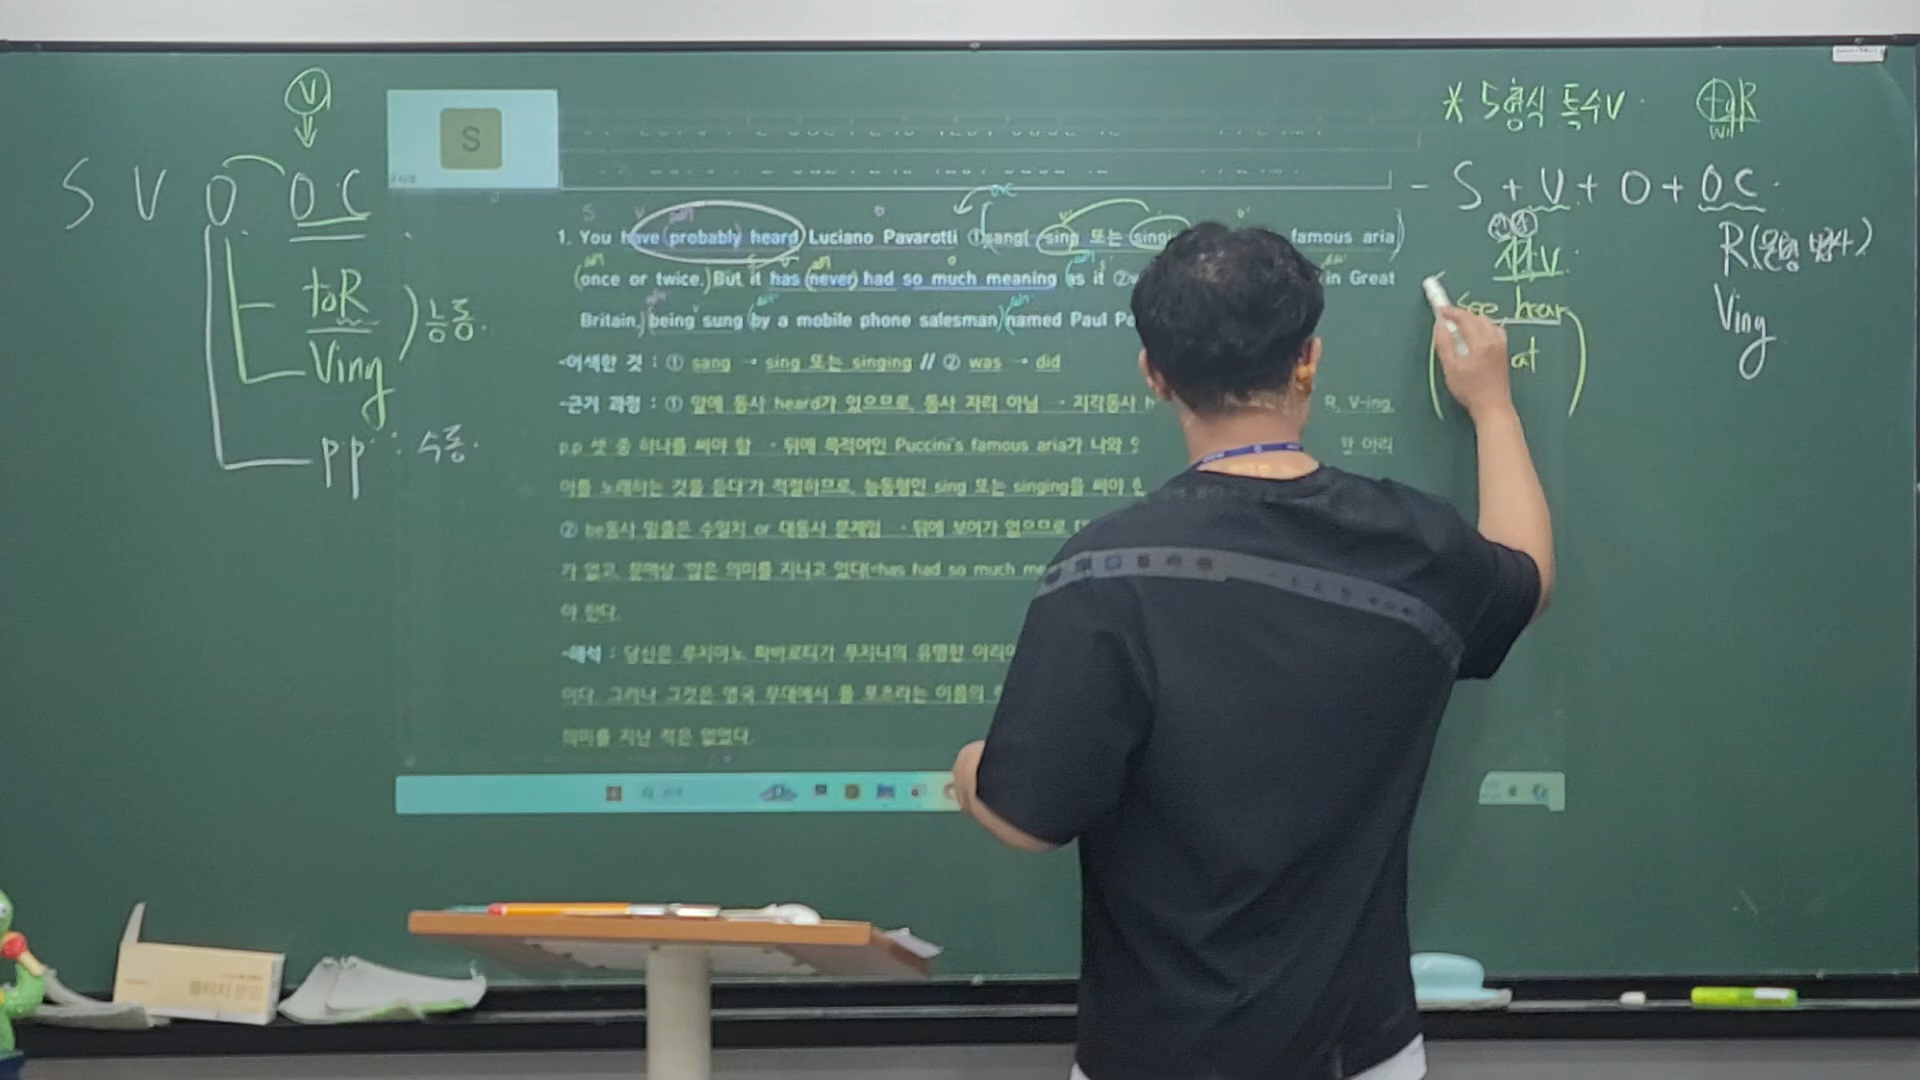 V
S V O OC
toR
Ving
) 능동.
pp : 수동.
S
1. You have probably heard Luciano Pavarotti ①sang( sing 또는 singi famous aria
once or twice. But it has never had so much meaning as it ② in Great
Britain, being sung by a mobile phone salesman named Paul
-어색한 것 : ① sang → sing 또는 singing // ② was → did
-근거 과정 : ① 앞에 동사 heard가 있으므로, 동사 자리 아님 → 지각동사 R, V-ing,
p.p 셋 중 하나를 써야 함 → 뒤에 목적어인 Puccini's famous aria가 나와 한 아리
아를 노래하는 것을 듣다'가 적절하므로, 능동형인 sing 또는 singing을 써야
② be동사 밑줄은 수일치 or 대동사 문제임 → 뒤에 보어가 없으므로
가 없고, 문맥상 많은 의미를 지니고 있다(=has had so much me
야 한다.
-해석 : 당신은 루치아노 파바로티가 푸치니의 유명한 아리아
이다. 그러나 그것은 영국 무대에서 폴 포츠라는 이름의
의미를 지닌 적은 없었다.
* 5형식 특수V toR
- S + V + O + OC
지각V R(원형
see, hear Ving
at